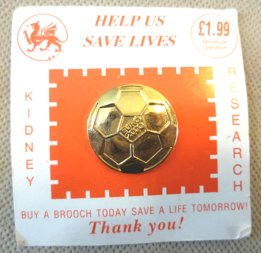 HELP US
SAVE LIVES
£1.99
KIDNEY
RESEARCH
BUY A BROOCH TODAY SAVE A LIFE TOMORROW!
Thank you!